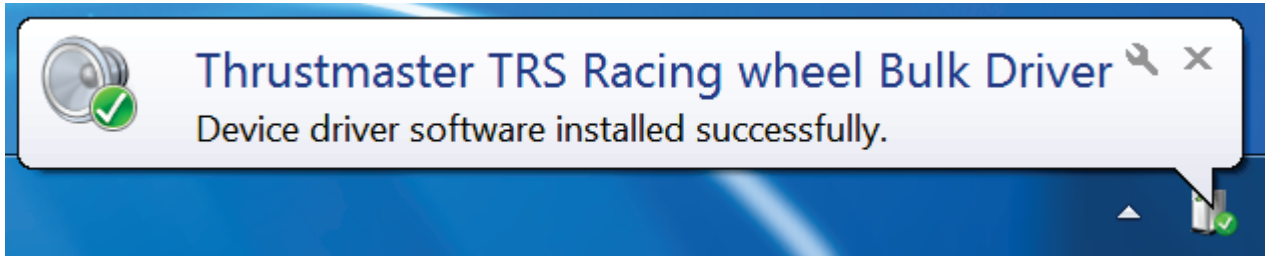 Thrustmaster TRS Racing wheel Bulk Driver
Device driver software installed successfully.